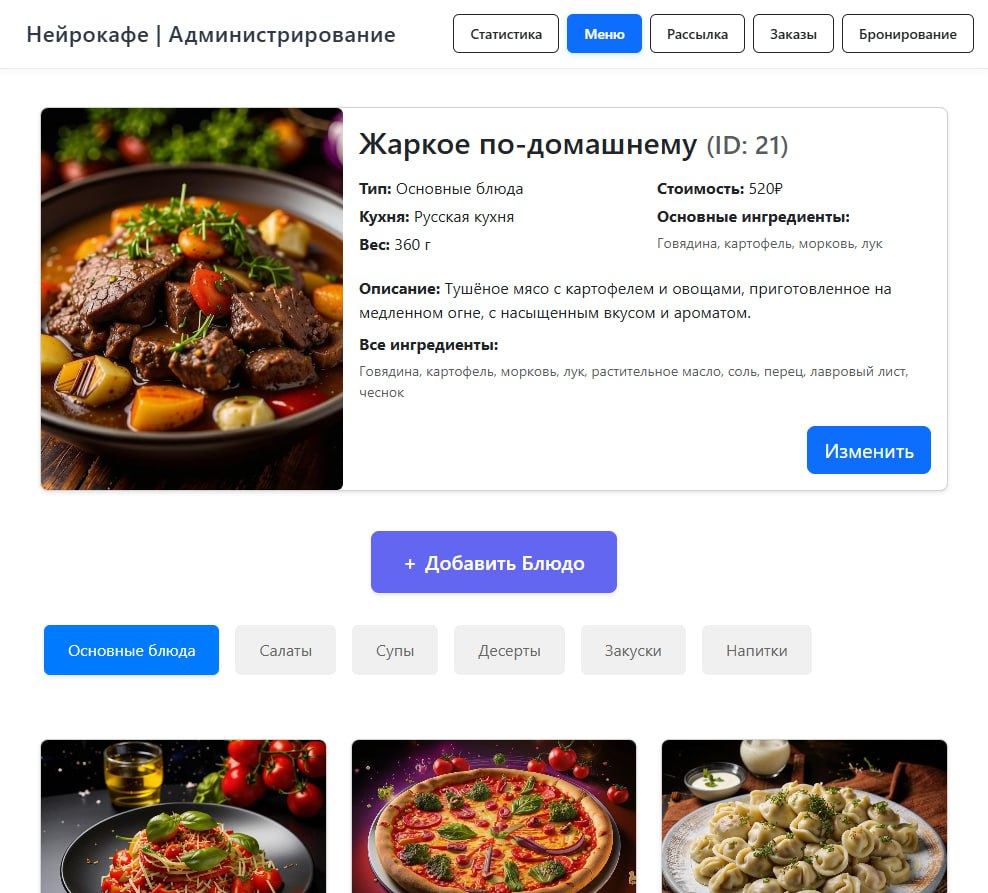 Нейрокафе | Администрирование
Статистика
Меню
Рассылка
Заказы
Бронирование
Жаркое по-домашнему (ID: 21)
Тип: Основные блюда
Кухня: Русская кухня
Вес: 360 г
Стоимость: 520₽
Основные ингредиенты:
Говядина, картофель, морковь, лук
Описание: Тушёное мясо с картофелем и овощами, приготовленное на
медленном огне, с насыщенным вкусом и ароматом.
Все ингредиенты:
Говядина, картофель, морковь, лук, растительное масло, соль, перец, лавровый лист,
чеснок
Изменить
+ Добавить Блюдо
Основные блюда
Салаты
Супы
Десерты
Закуски
Напитки